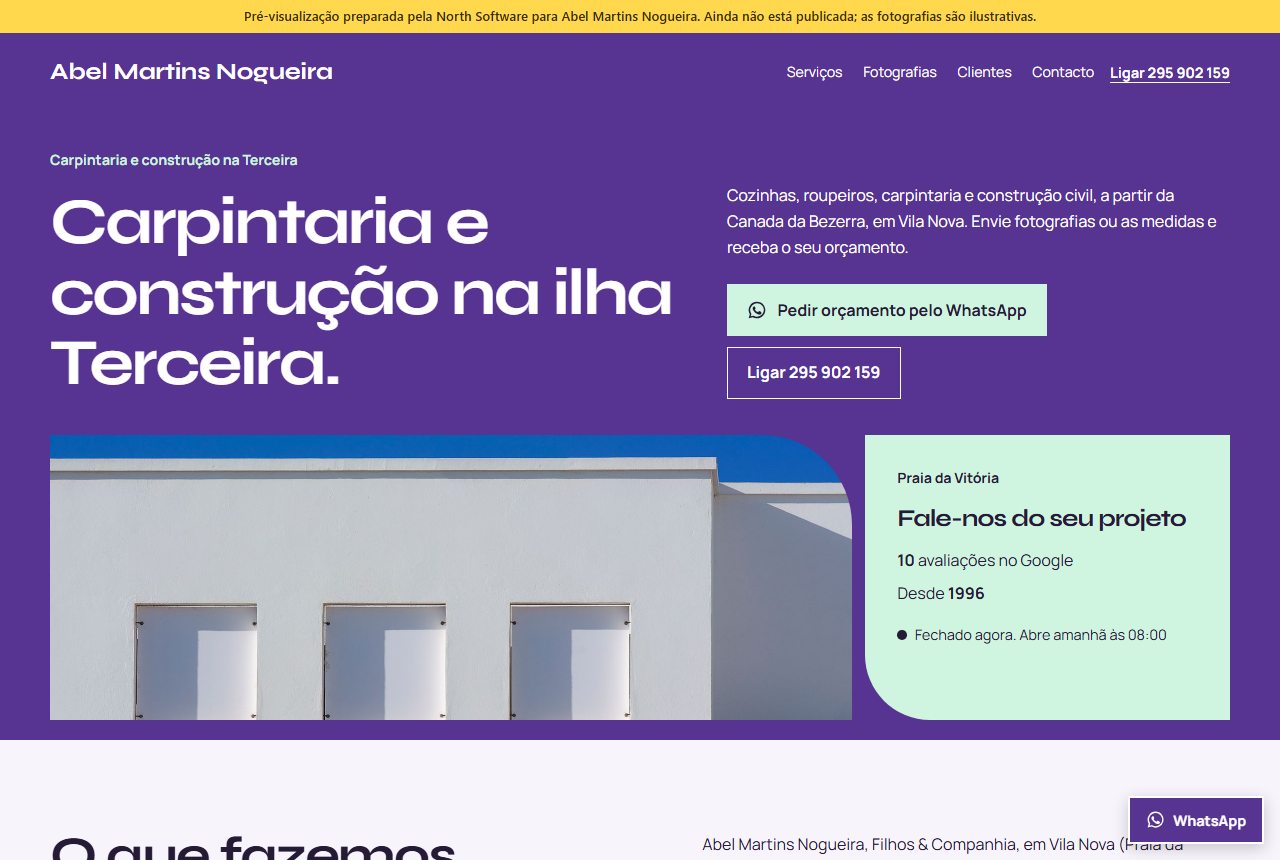 Pré-visualização preparada pela North Software para Abel Martins Nogueira. Ainda não está publicada; as fotografias são ilustrativas.
Abel Martins Nogueira
Serviços Fotografias Clientes Contacto Ligar 295 902 159
Carpintaria e construção na Terceira
Carpintaria e
construção na ilha
Terceira.
Cozinhas, roupeiros, carpintaria e construção civil, a partir da
Canada da Bezerra, em Vila Nova. Envie fotografias ou as medidas e
receba o seu orçamento.
Pedir orçamento pelo WhatsApp
Ligar 295 902 159
Praia da Vitória
Fale-nos do seu projeto
10 avaliações no Google
Desde 1996
Fechado agora. Abre amanhã às 08:00
O que fazemos
Abel Martins Nogueira, Filhos & Companhia, em Vila Nova (Praia da
WhatsApp